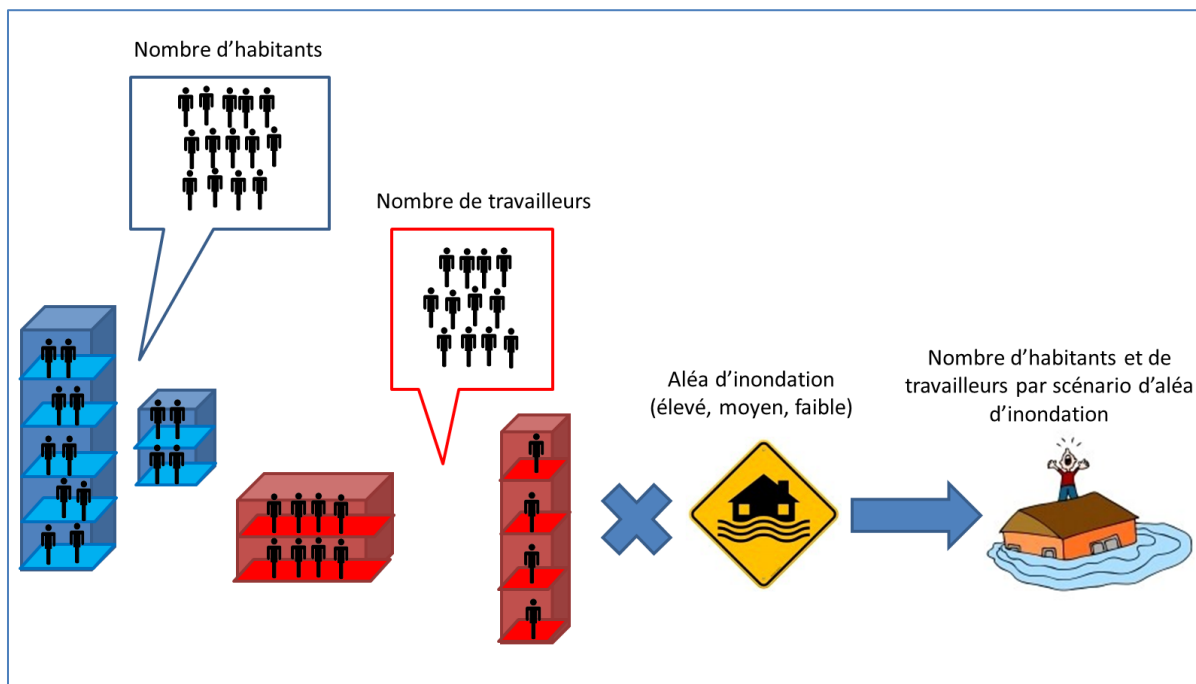 Nombre d’habitants
Nombre de travailleurs
Aléa d’inondation
(élevé, moyen, faible)
Nombre d’habitants et de
travailleurs par scénario d’aléa
d’inondation